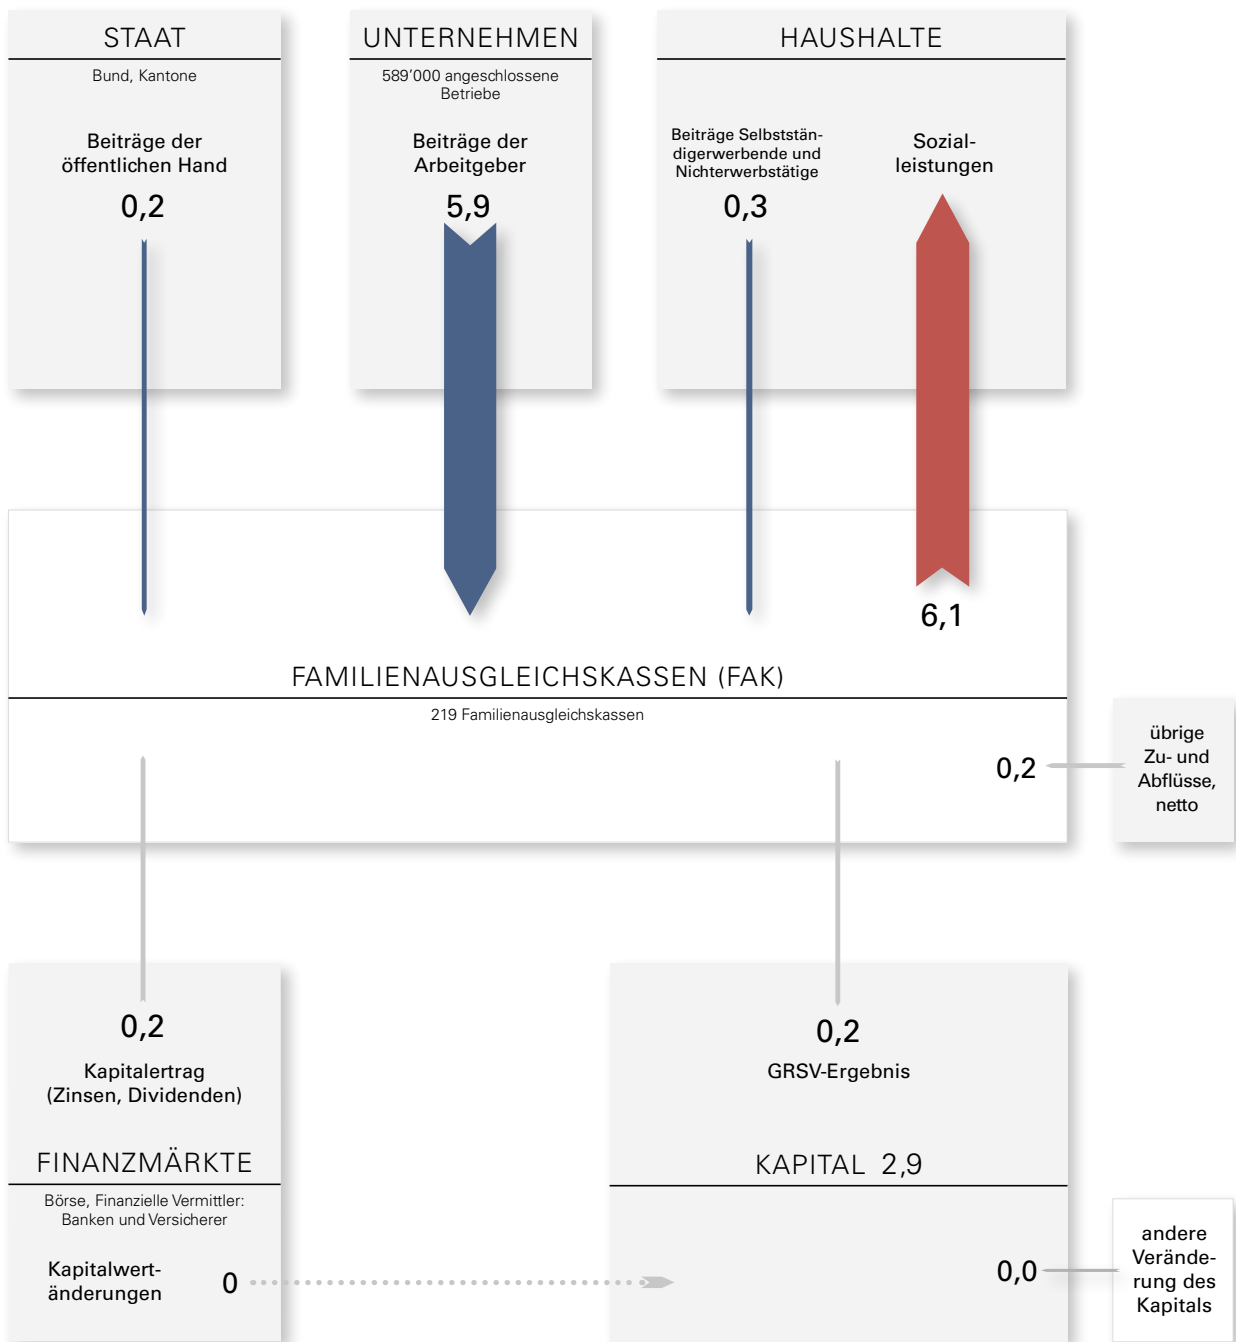 STAAT
Bund, Kantone
Beiträge der
öffentlichen Hand
0,2
UNTERNEHMEN
589'000 angeschlossene
Betriebe
Beiträge der
Arbeitgeber
5,9
HAUSHALTE
Beiträge Selbststän-
digerwerbende und
Nichterwerbstätige
0,3
Sozial-
leistungen
6,1
FAMILIENAUSGLEICHSKASSEN (FAK)
219 Familienausgleichskassen
0,2
übrige
Zu- und
Abflüsse,
netto
0,2
Kapitalertrag
(Zinsen, Dividenden)
FINANZMÄRKTE
Börse, Finanzielle Vermittler:
Banken und Versicherer
Kapitalwert-
änderungen
0
0,2
GRSV-Ergebnis
KAPITAL 2,9
0,0
andere
Verände-
rung des
Kapitals